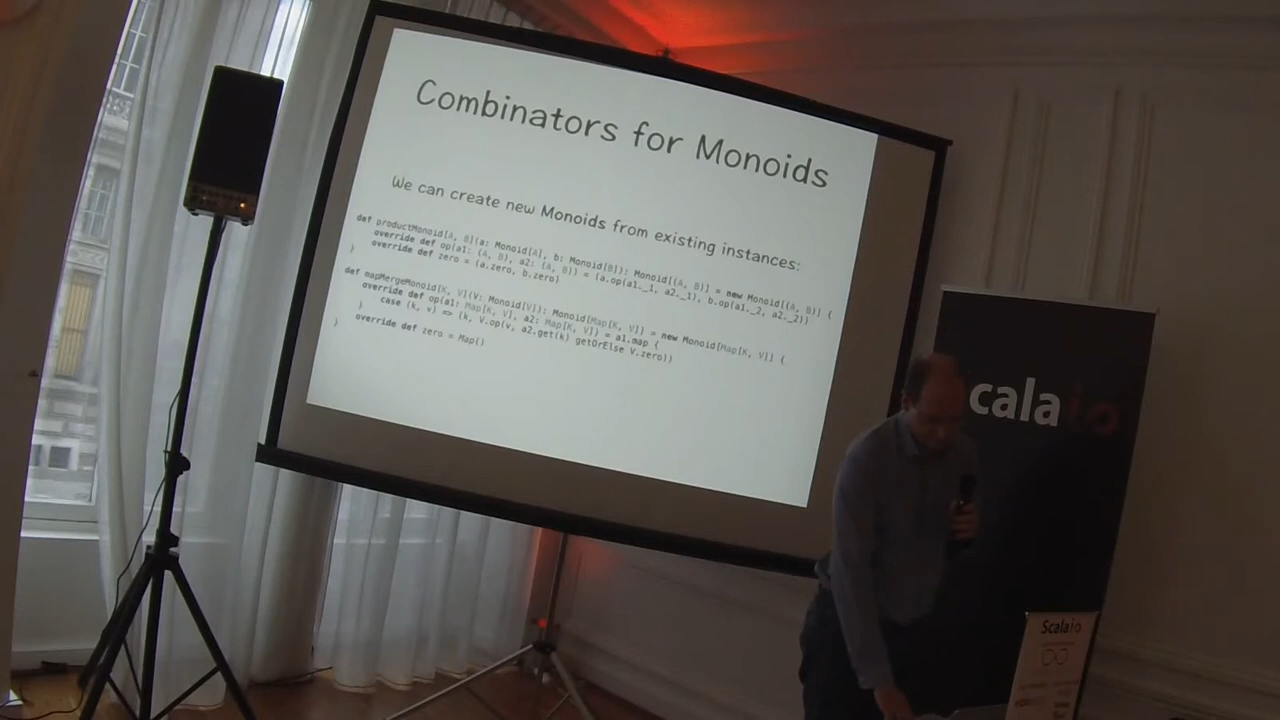 Combinators for Monoids
We can create new Monoids from existing instances:
def productMonoid[A, B](a: Monoid[A], b: Monoid[B]): Monoid[(A, B)] = new Monoid[(A, B)] {
override def op(a1: (A, B), a2: (A, B)) = (a.op(a1._1, a2._1), b.op(a1._2, a2._2))
override def zero = (a.zero, b.zero)
}
def mapMergeMonoid[K, V](V: Monoid[V]): Monoid[Map[K, V]] = new Monoid[Map[K, V]] {
override def op(a1: Map[K, V], a2: Map[K, V]) = a1.map {
case (k, v) => (k, V.op(v, a2.get(k) getOrElse V.zero))
}
override def zero = Map()
}
cala io
Scala io